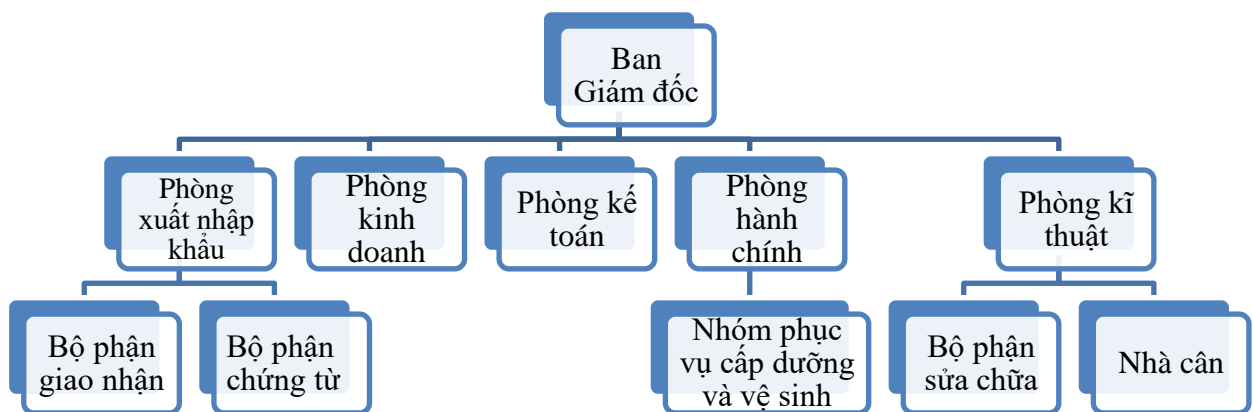 Ban
Giám đốc
Phòng
xuất nhập
khẩu
Phòng
kinh
doanh
Phòng kế
toán
Phòng
hành
chính
Phòng kĩ
thuật
Bộ phận
giao nhận
Bộ phận
chứng từ
Nhóm phục
vụ cấp dưỡng
và vệ sinh
Bộ phận
sửa chữa
Nhà cân